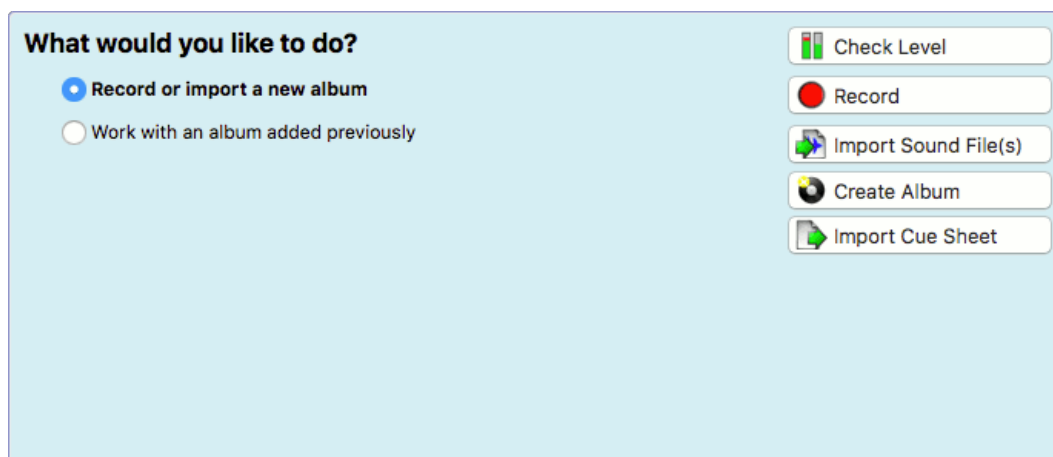 What would you like to do?
Record or import a new album
Work with an album added previously
Check Level
Record
Import Sound File(s)
Create Album
Import Cue Sheet